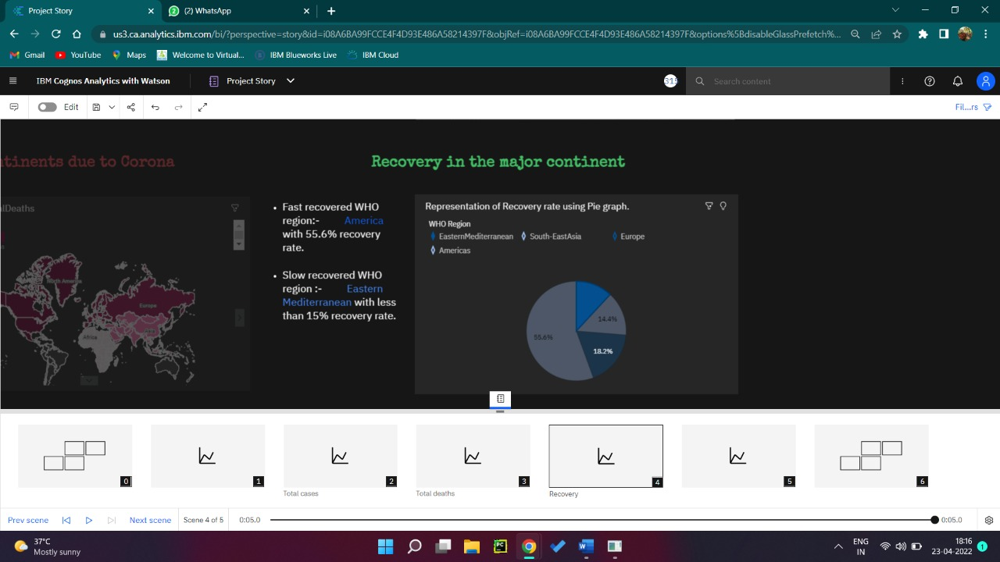 Project Story
(2) WhatsApp
us3.ca.analytics.ibm.com/bi/?perspective=story&id=i08A6BA99FCCE4F4D93E486A58214397F&objRef=i08A6BA99FCCE4F4D93E486A58214397F&options%5BdisableGlassPrefetch%...
Gmail YouTube Maps Welcome to Virtual... IBM Blueworks Live IBM Cloud
IBM Cognos Analytics with Watson Project Story 315 Search content
Edit Fil...rs
tinents due to Corona
Recovery in the major continent
lDeaths
North America
Europe
Africa
• Fast recovered WHO
region:- America
with 55.6% recovery
rate.
• Slow recovered WHO
region :- Eastern
Mediterranean with less
than 15% recovery rate.
Representation of Recovery rate using Pie graph.
WHO Region
EasternMediterranean South-EastAsia Europe
Americas
14.4%
55.6%
18.2%
0 1 2 3 4 5 6
Total cases Total deaths Recovery
Prev scene Next scene Scene 4 of 5 0:05.0 0:05.0
37°C
Mostly sunny
PC
W
ENG
IN
18:16
23-04-2022
1